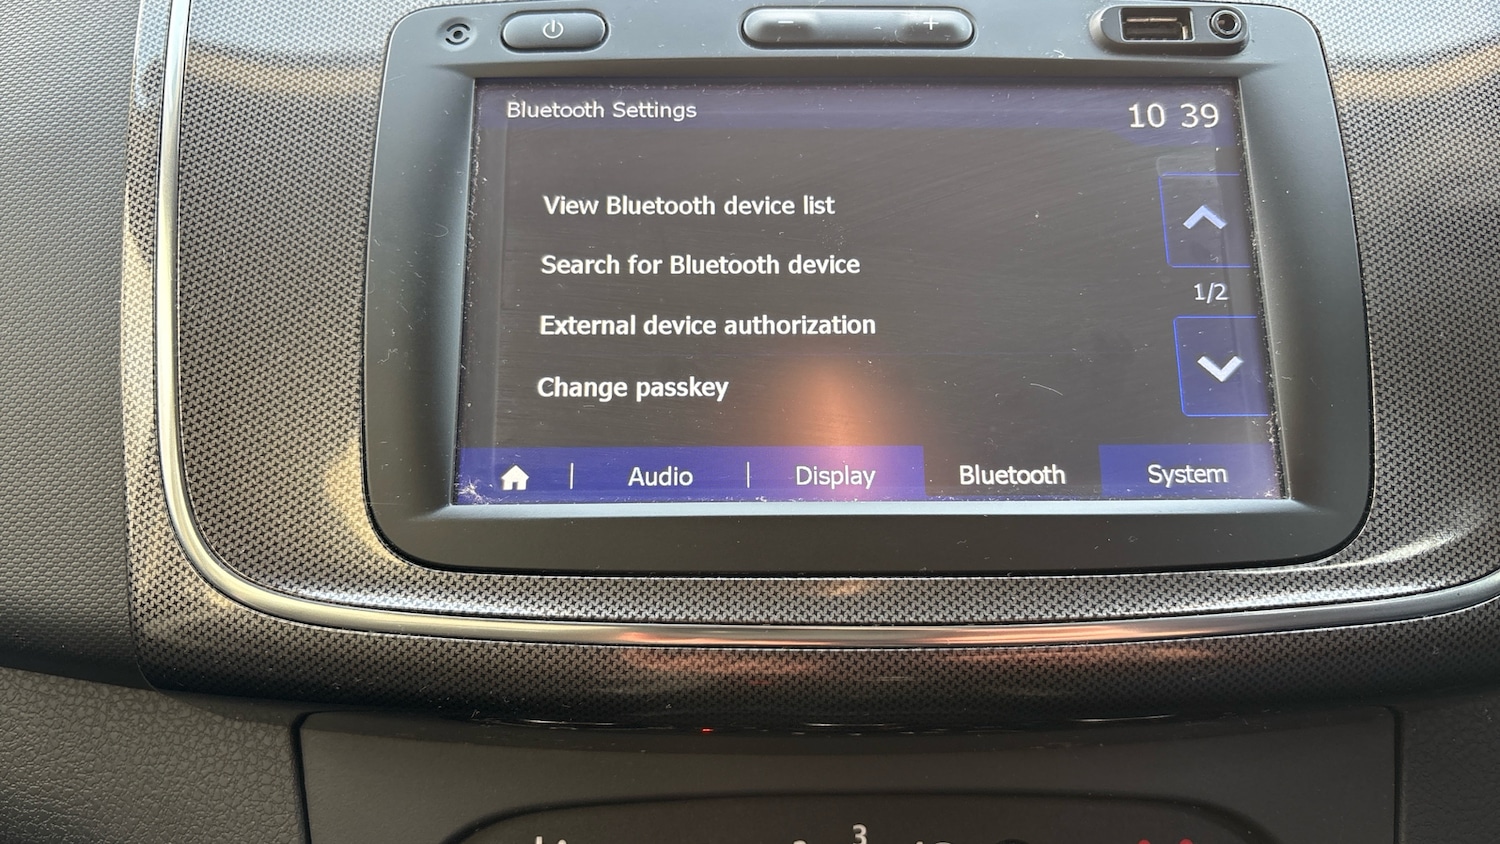 - +
Bluetooth Settings
10 39
View Bluetooth device list
Search for Bluetooth device
1/2
External device authorization
Change passkey
Audio | Display Bluetooth System
3